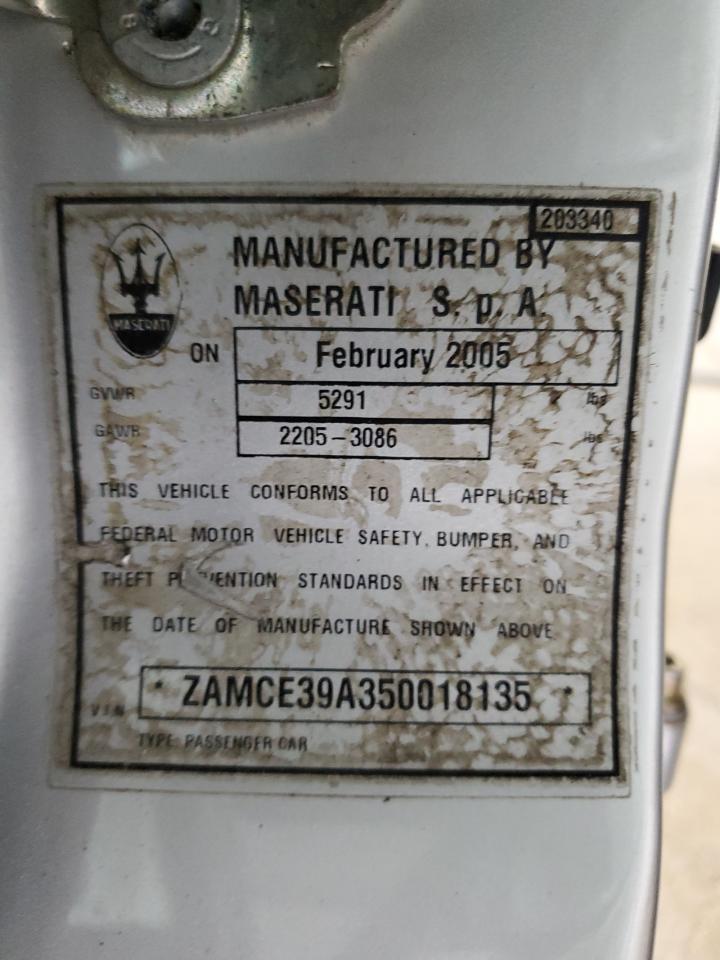 203340
MANUFACTURED BY
MASERATI S.p.A.
MASERATI
ON February 2005
GVWR 5291 lbs
GAWR 2205-3086 lbs
THIS VEHICLE CONFORMS TO ALL APPLICABLE
FEDERAL MOTOR VEHICLE SAFETY, BUMPER, AND
THEFT PREVENTION STANDARDS IN EFFECT ON
THE DATE OF MANUFACTURE SHOWN ABOVE
V.I.N. * ZAMCE39A350018135 *
TYPE: PASSENGER CAR